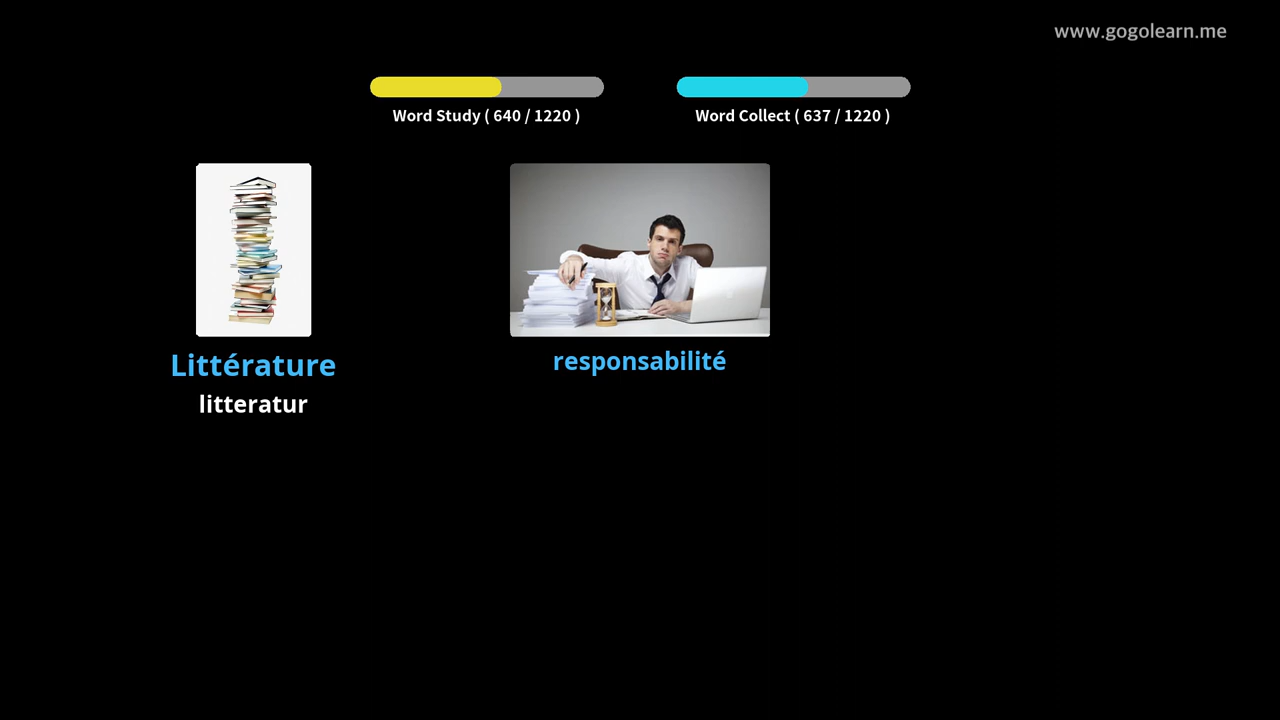 www.gogolearn.me
Word Study ( 640 / 1220 )
Word Collect ( 637 / 1220 )
Littérature
litteratur
responsabilité